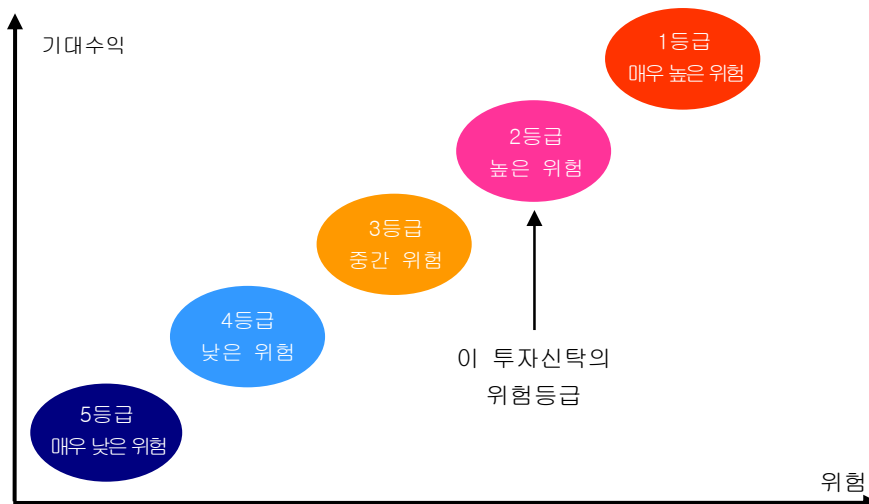 기대수익
1등급
매우 높은 위험
2등급
높은 위험
3등급
중간 위험
4등급
낮은 위험
이 투자신탁의
위험등급
5등급
매우 낮은 위험
위험